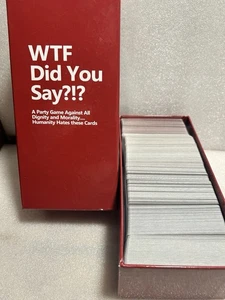 WTF
Did You
Say?!?
A Party Game Against All
Dignity and Morality....
Humanity Hates these Cards